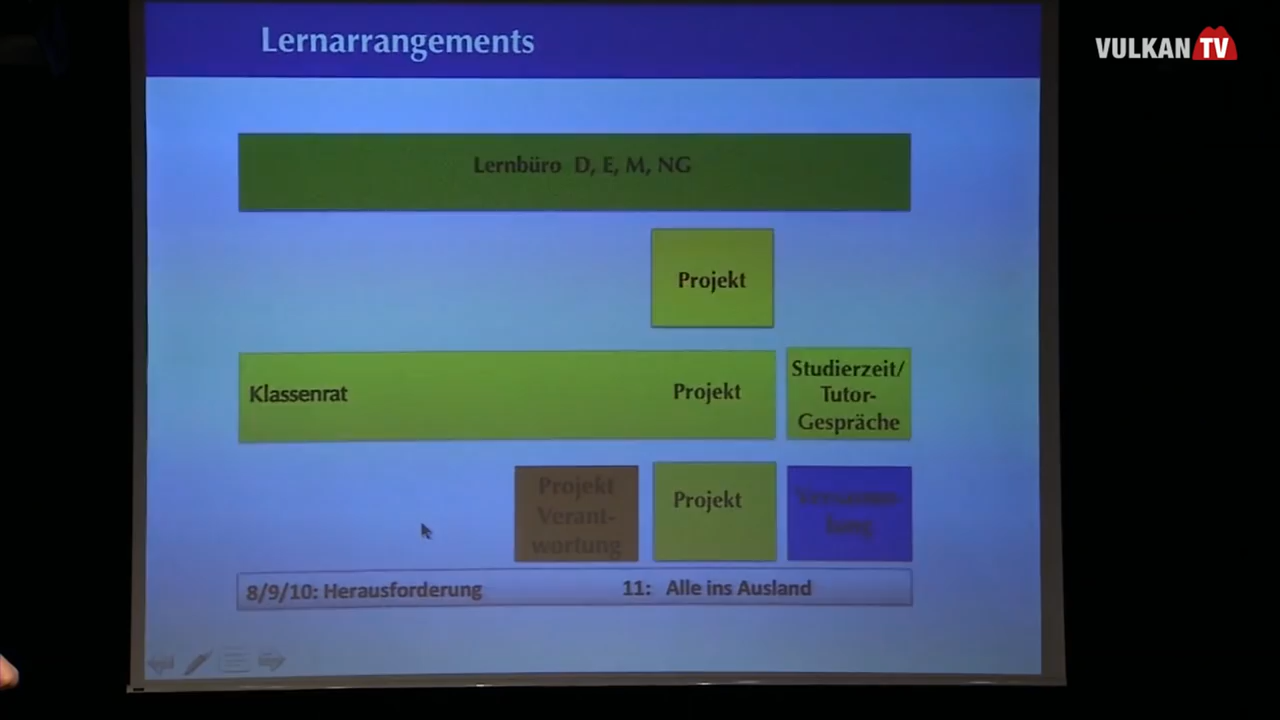 VULKAN TV
Lernarrangements
Lernbüro D, E, M, NG
Projekt
Klassenrat
Projekt
Studierzeit/
Tutor-
Gespräche
Projekt
Verant-
wortung
Projekt
8/9/10: Herausforderung
11: Alle ins Ausland